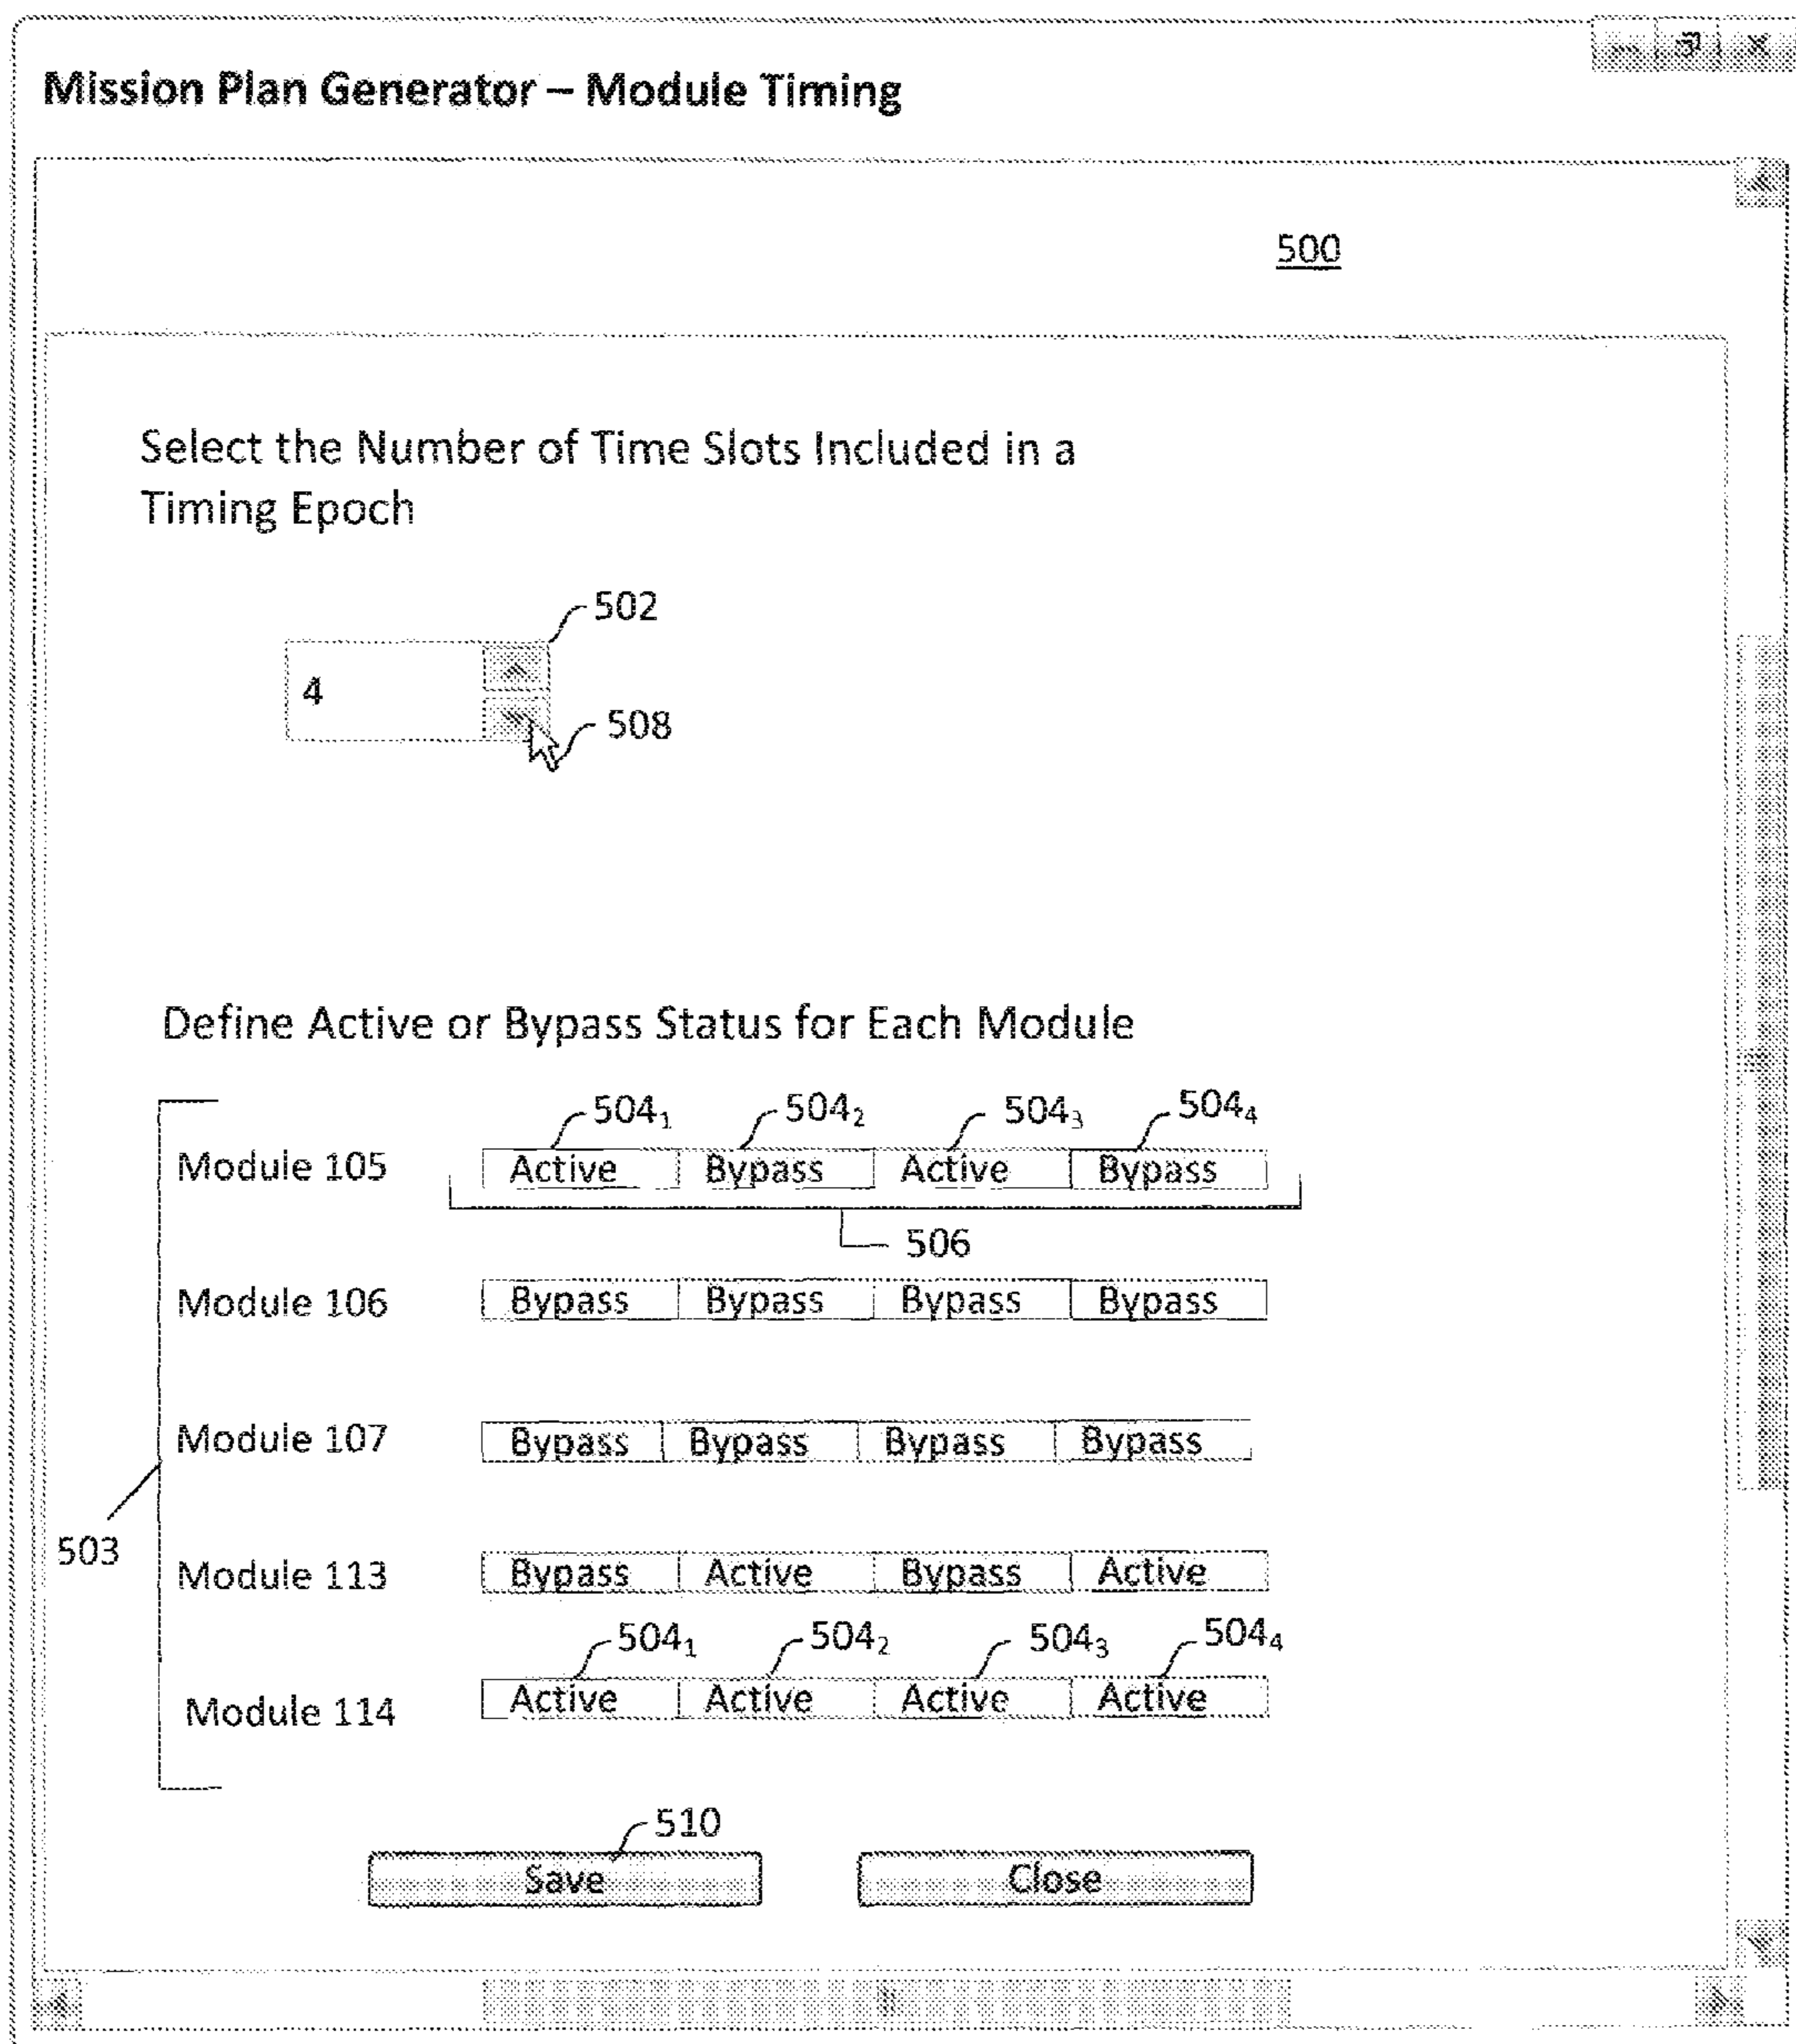 Mission Plan Generator – Module Timing
500
Select the Number of Time Slots Included in a
Timing Epoch
502
4
508
Define Active or Bypass Status for Each Module
504₁ 504₂ 504₃ 504₄
Module 105 Active Bypass Active Bypass
506
Module 106 Bypass Bypass Bypass Bypass
Module 107 Bypass Bypass Bypass Bypass
503
Module 113 Bypass Active Bypass Active
504₁ 504₂ 504₃ 504₄
Module 114 Active Active Active Active
510
Save Close